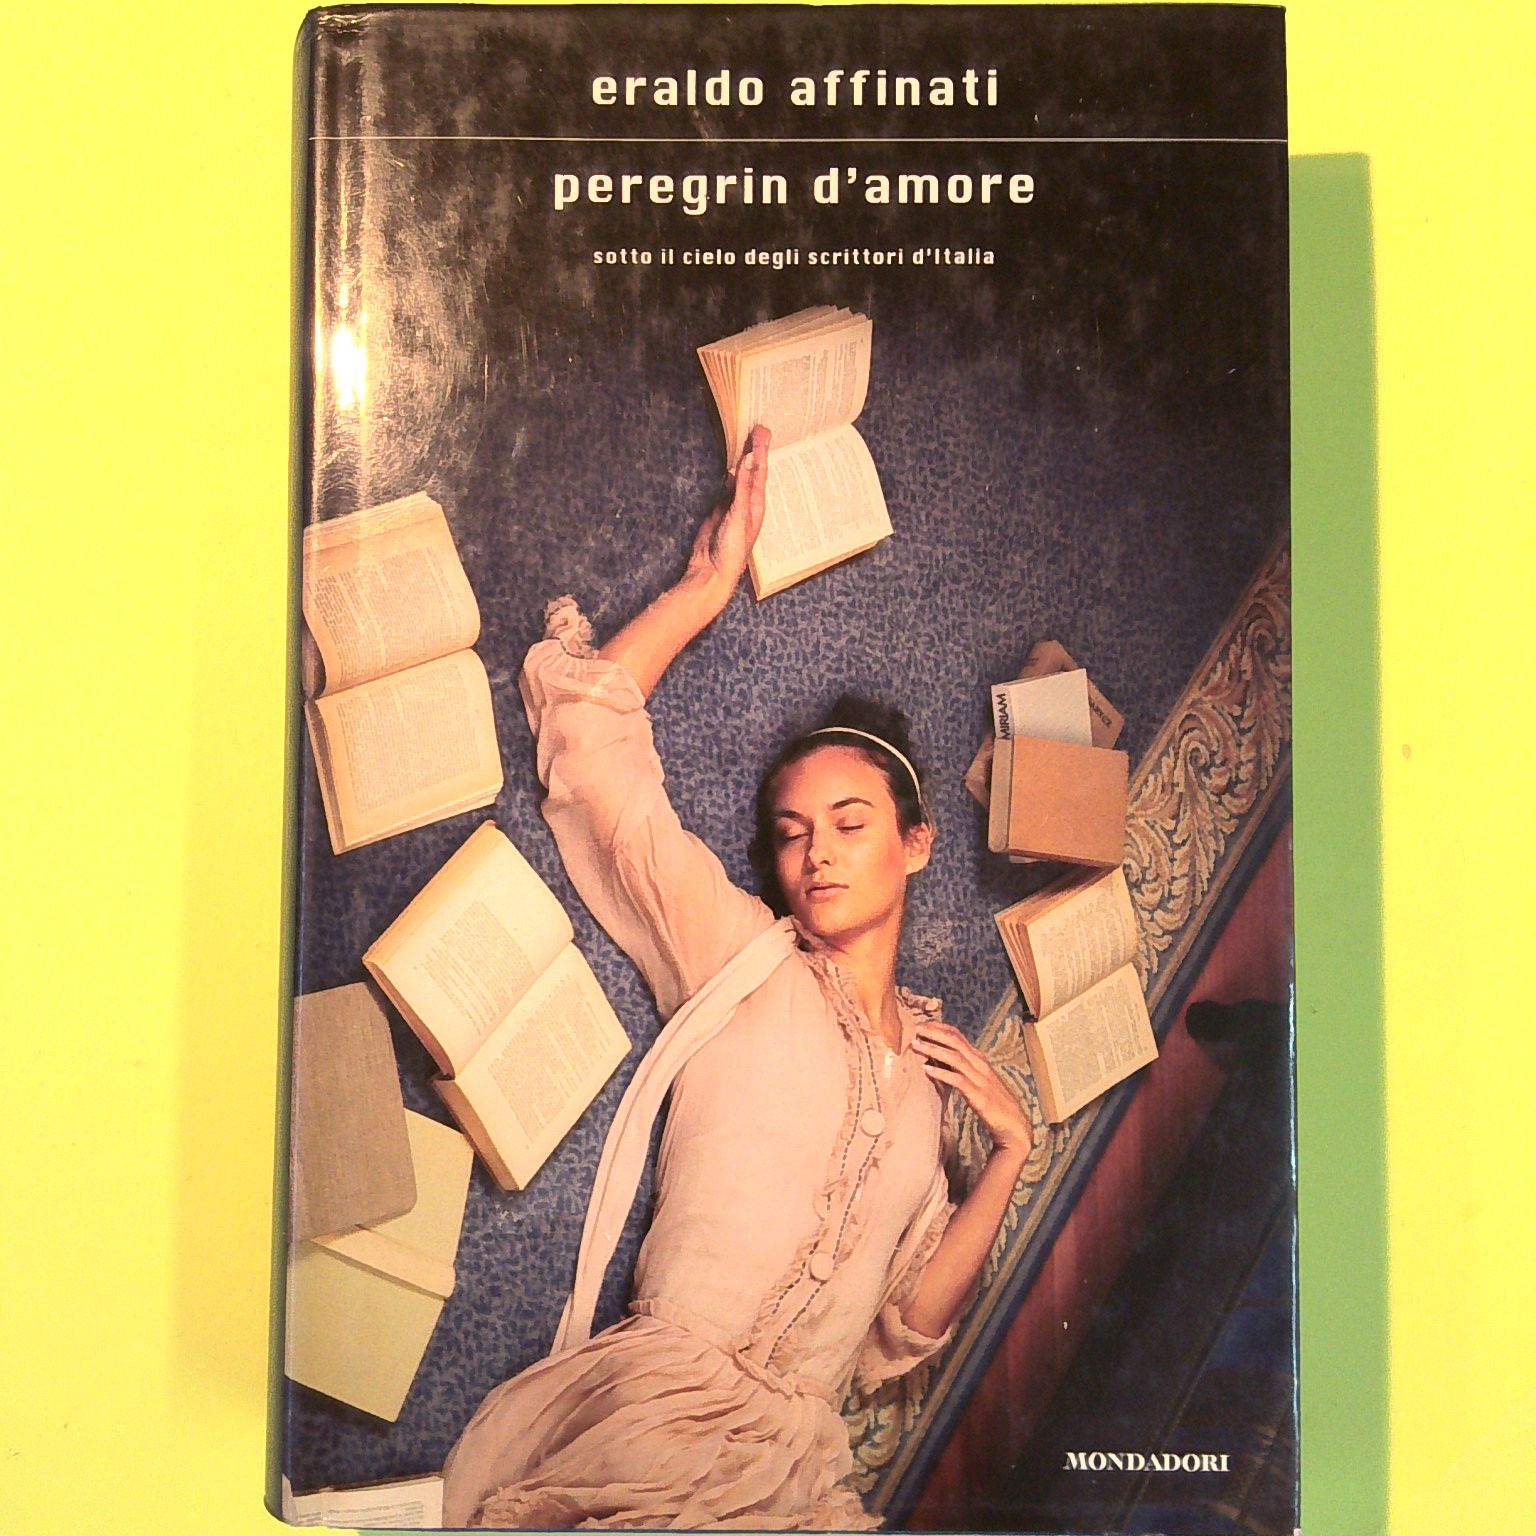 eraldo affinati
peregrin d'amore
sotto il cielo degli scrittori d'Italia
MIRIAM
MONDADORI